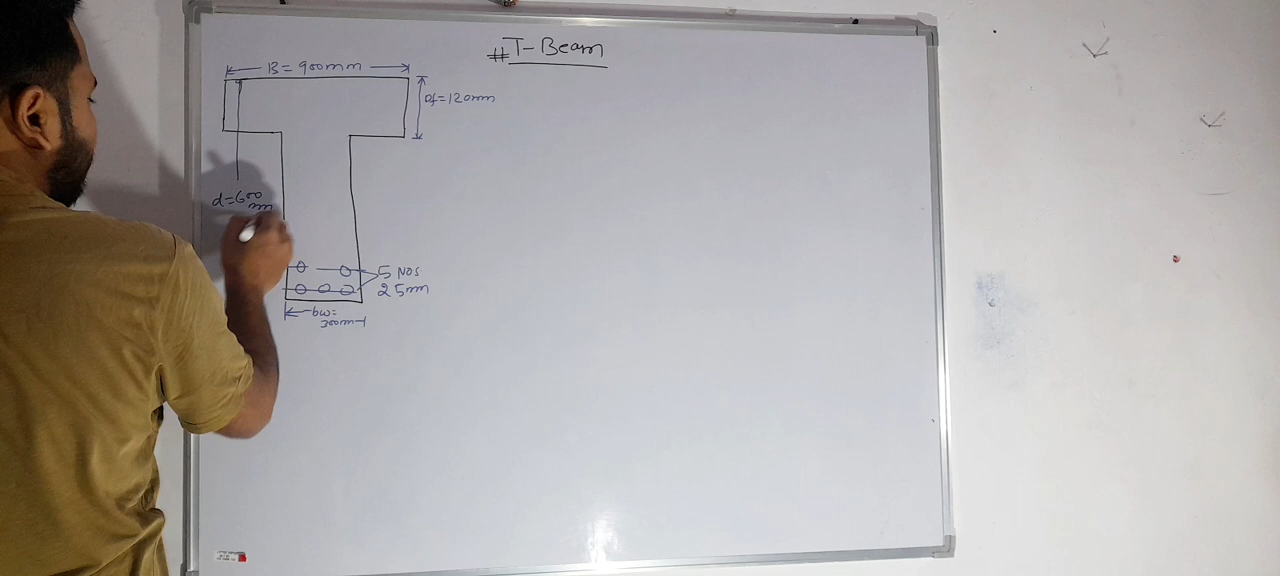 # T-Beam
B = 900mm
Df = 120mm
d = 600
mm
5 NOS
25mm
bw =
300mm